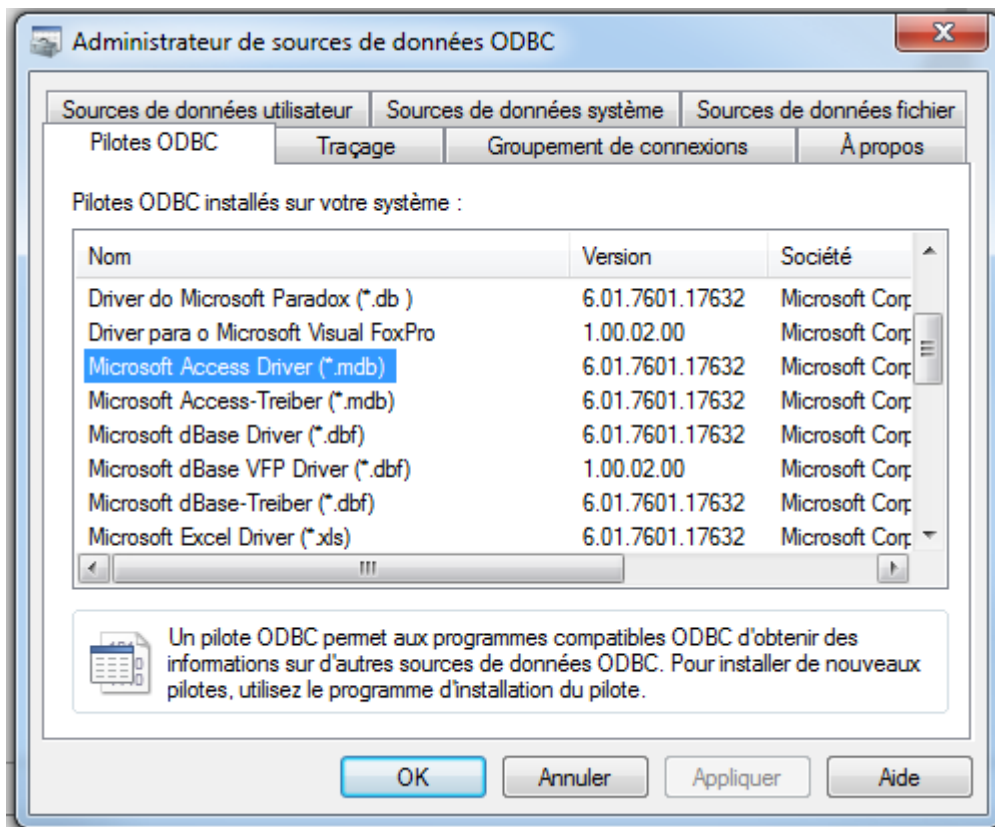 Administrateur de sources de données ODBC
Sources de données utilisateur Sources de données système Sources de données fichier
Pilotes ODBC Traçage Groupement de connexions À propos
Pilotes ODBC installés sur votre système :
Nom Version Société
Driver do Microsoft Paradox (*.db ) 6.01.7601.17632 Microsoft Corp
Driver para o Microsoft Visual FoxPro 1.00.02.00 Microsoft Corp
Microsoft Access Driver (*.mdb) 6.01.7601.17632 Microsoft Corp
Microsoft Access-Treiber (*.mdb) 6.01.7601.17632 Microsoft Corp
Microsoft dBase Driver (*.dbf) 6.01.7601.17632 Microsoft Corp
Microsoft dBase VFP Driver (*.dbf) 1.00.02.00 Microsoft Corp
Microsoft dBase-Treiber (*.dbf) 6.01.7601.17632 Microsoft Corp
Microsoft Excel Driver (*.xls) 6.01.7601.17632 Microsoft Corp
Un pilote ODBC permet aux programmes compatibles ODBC d'obtenir des
informations sur d'autres sources de données ODBC. Pour installer de nouveaux
pilotes, utilisez le programme d'installation du pilote.
OK Annuler Appliquer Aide